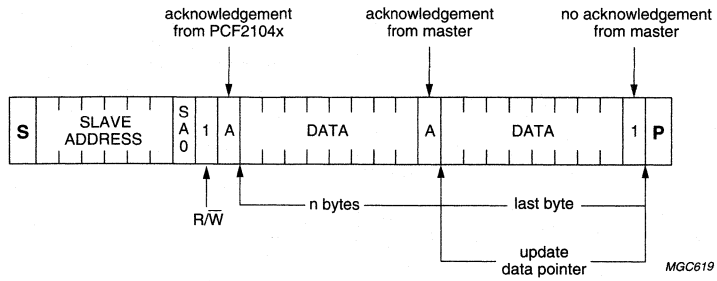 acknowledgement
from PCF2104x
acknowledgement
from master
no acknowledgement
from master
S
SLAVE
ADDRESS
S
A
0
1
A
DATA
A
DATA
1
P
R/W̅
n bytes
last byte
update
data pointer
MGC619